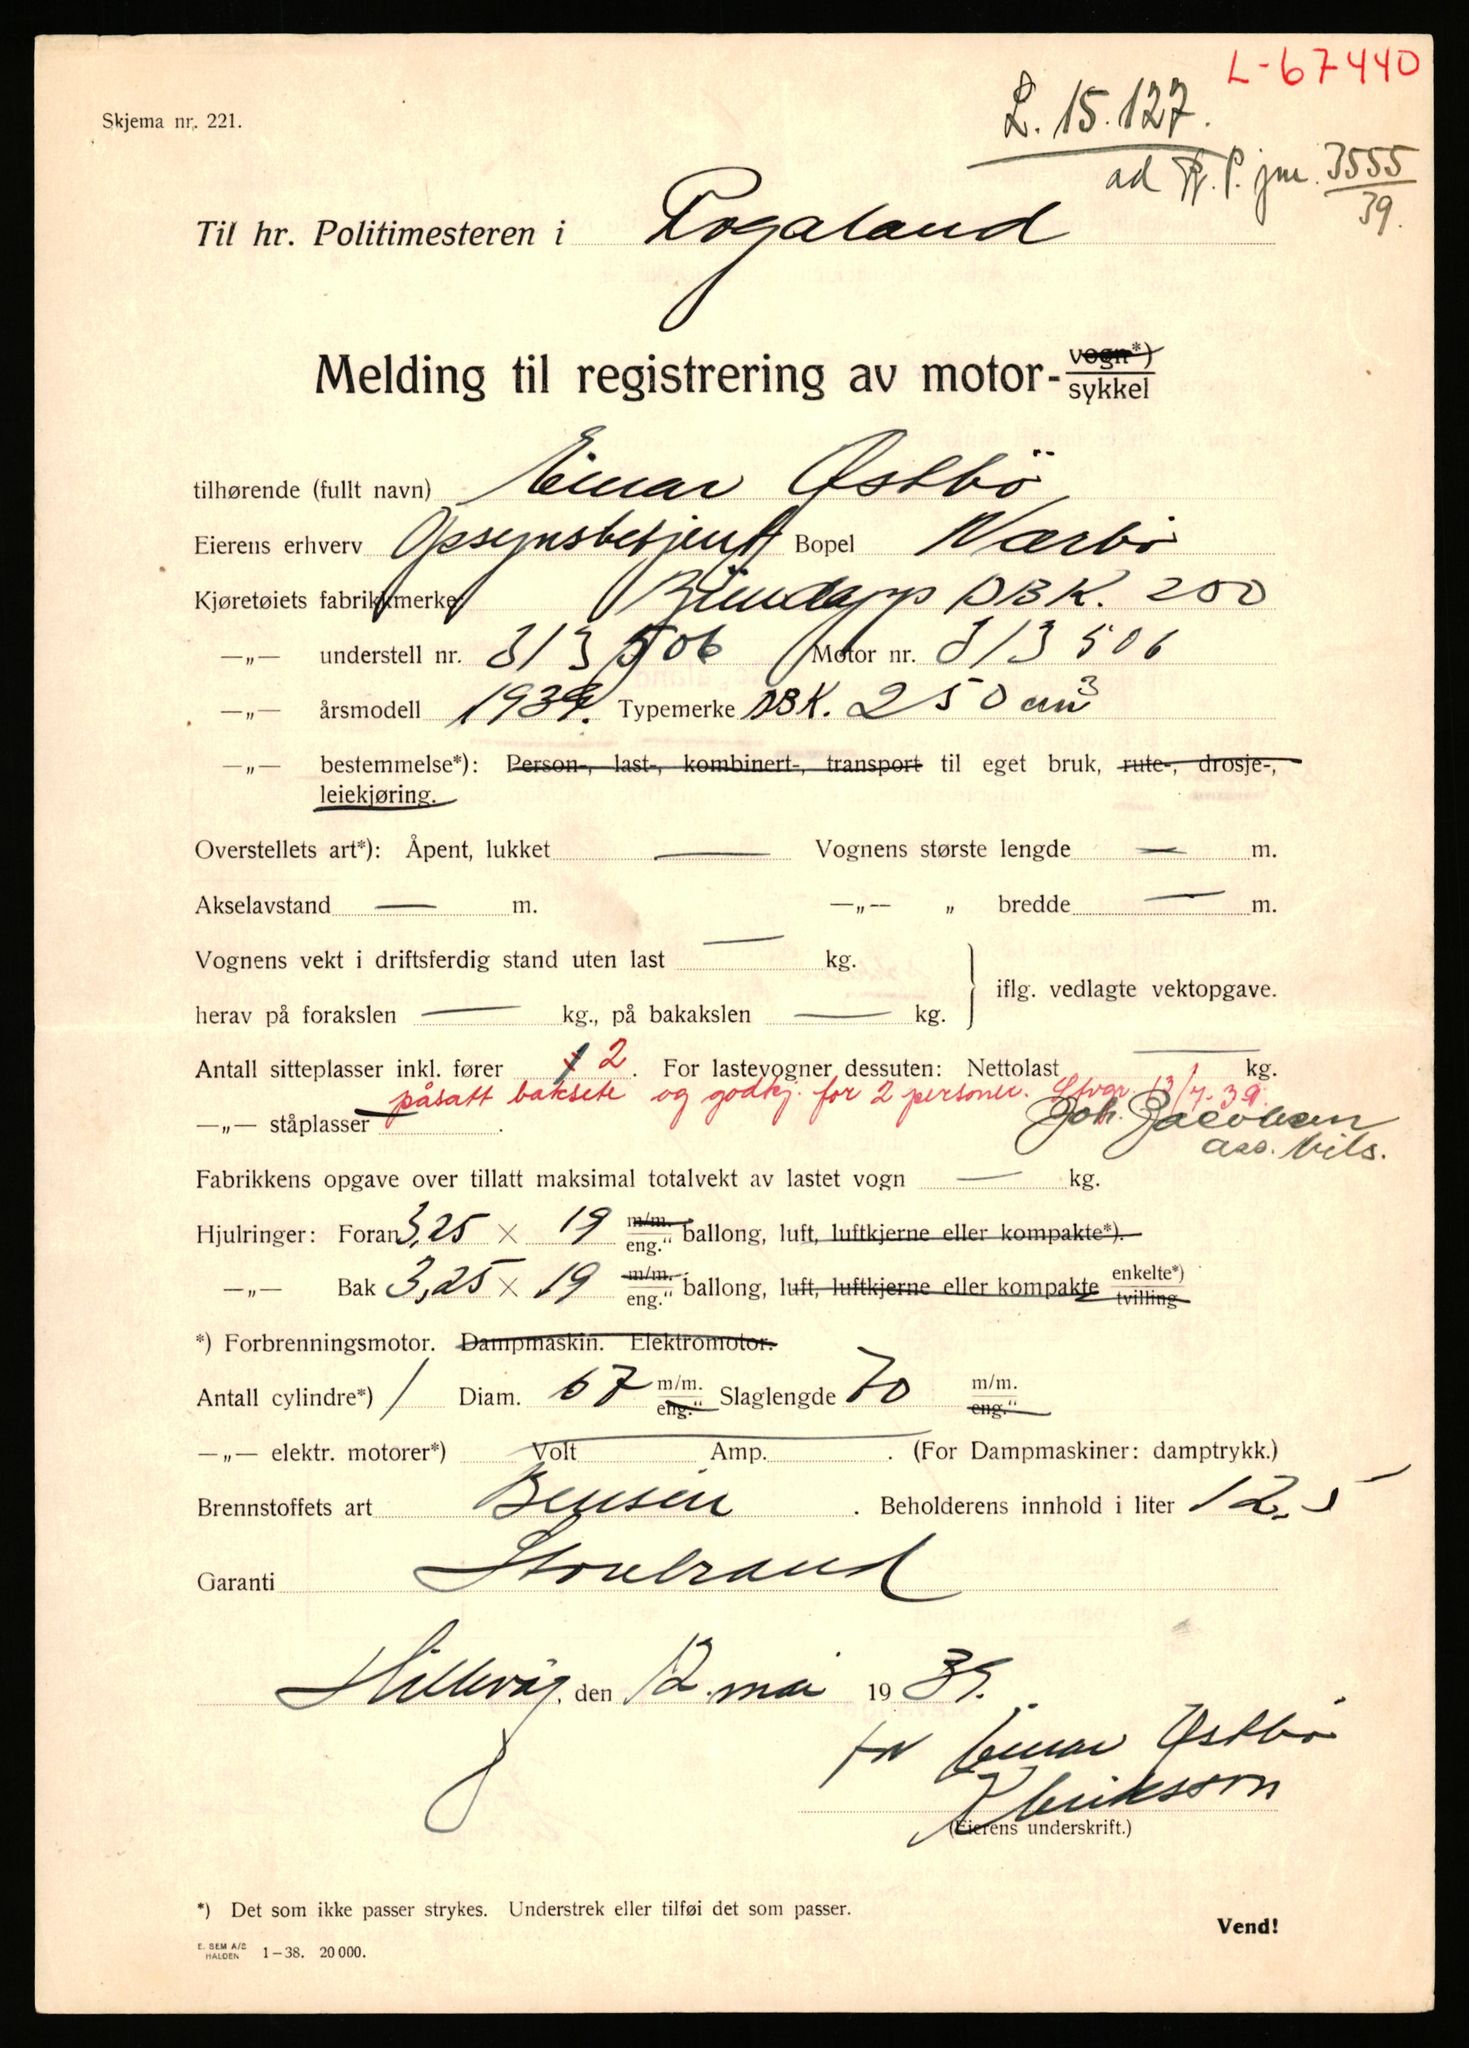 L-67440
L. 15.127.
Skjema nr. 221.
ad jnr. 3555/39.
Til hr. Politimesteren i Rogaland
Melding til registrering av motor- vogn*) / sykkel
tilhørende (fullt navn) Einar Østbö
Eierens erhverv Opsynsbetjent Bopel Nærbö
Kjøretøiets fabrikkmerke Zündapp DBK. 200
—„— understell nr. 313506 Motor nr. 313506
—„— årsmodell 1939. Typemerke DBK. 250 cm3
—„— bestemmelse*): Person-, last-, kombinert-, transport til eget bruk, rute-, drosje-,
leiekjøring.
Overstellets art*): Åpent, lukket — Vognens største lengde — m.
Akselavstand — m. —„— „ bredde — m.
Vognens vekt i driftsferdig stand uten last — kg.
iflg. vedlagte vektopgave.
herav på forakslen — kg., på bakakslen — kg.
Antall sitteplasser inkl. fører 1 2. For lastevogner dessuten: Nettolast — kg.
påsatt baksete og godkj. for 2 personer. Stvgr. 13/7-39.
—„— ståplasser — . Joh. Jacobsen
ass. bils.
Fabrikkens opgave over tillatt maksimal totalvekt av lastet vogn — kg.
Hjulringer: Foran 3,25 × 19 m/m. / eng." ballong, luft, luftkjerne eller kompakte*).
—„— Bak 3,25 × 19 m/m. / eng." ballong, luft, luftkjerne eller kompakte enkelte*) / tvilling
*) Forbrenningsmotor. Dampmaskin. Elektromotor.
Antall cylindre*) 1 Diam. 67 m/m. / eng." Slaglengde 70 m/m. / eng."
—„— elektr. motorer*) — Volt Amp. . (For Dampmaskiner: damptrykk.)
Brennstoffets art Bensin . Beholderens innhold i liter 12,5
Garanti Storebrand
Hillevåg, den 12. mai 1939.
for Einar Østbö
Eriksson
(Eierens underskrift.)
*) Det som ikke passer strykes. Understrek eller tilføi det som passer.
Vend!
E. SEM A/S HALDEN 1–38. 20 000.